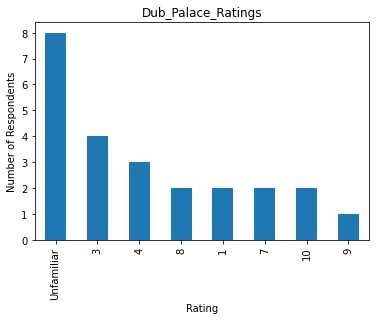 Dub_Palace_Ratings
Number of Respondents
8
7
6
5
4
3
2
1
0
Unfamiliar 3 4 8 1 7 10 9
Rating